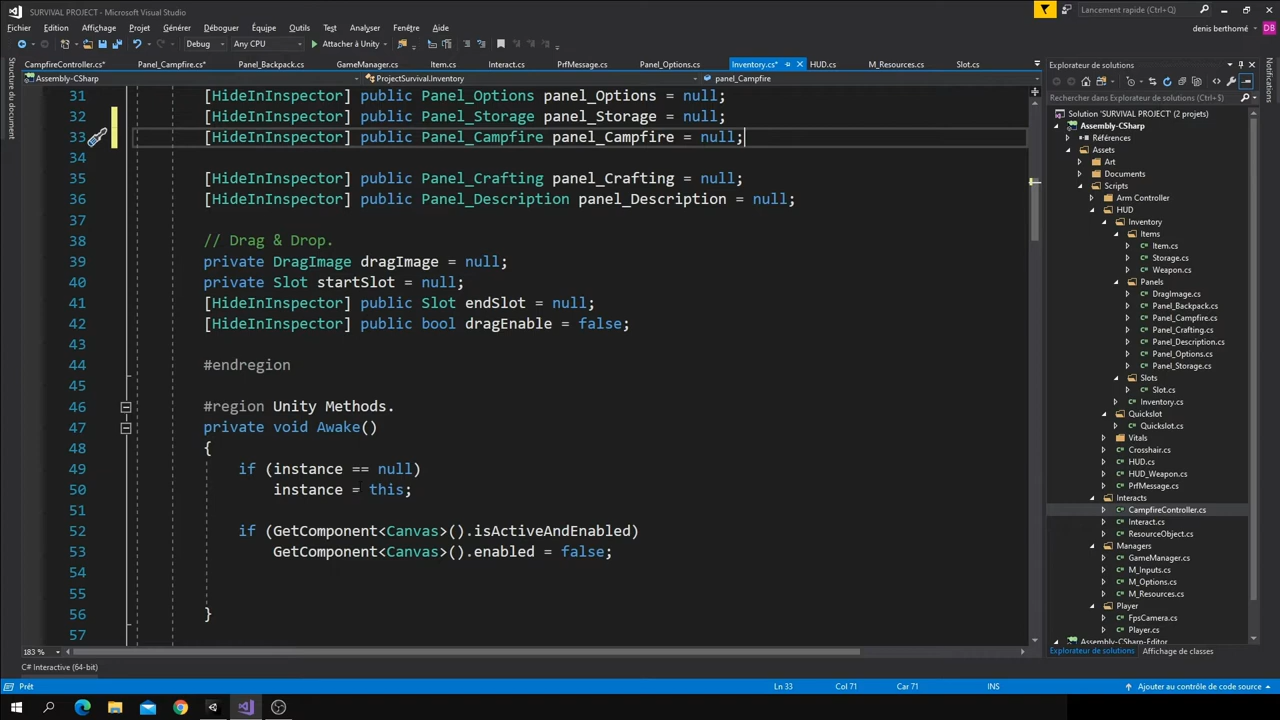 SURVIVAL PROJECT - Microsoft Visual Studio
Lancement rapide (Ctrl+Q)
Fichier Edition Affichage Projet Générer Déboguer Équipe Outils Test Analyser Fenêtre Aide
denis berthomé DB
Debug Any CPU Attacher à Unity
CampfireController.cs* Panel_Campfire.cs* Panel_Backpack.cs GameManager.cs Item.cs Interact.cs PrfMessage.cs Panel_Options.cs Inventory.cs* HUD.cs M_Resources.cs Slot.cs
Assembly-CSharp ProjectSurvival.Inventory panel_Campfire
Structure du document
31 [HideInInspector] public Panel_Options panel_Options = null;
32 [HideInInspector] public Panel_Storage panel_Storage = null;
33 [HideInInspector] public Panel_Campfire panel_Campfire = null;
34
35 [HideInInspector] public Panel_Crafting panel_Crafting = null;
36 [HideInInspector] public Panel_Description panel_Description = null;
37
38 // Drag & Drop.
39 private DragImage dragImage = null;
40 private Slot startSlot = null;
41 [HideInInspector] public Slot endSlot = null;
42 [HideInInspector] public bool dragEnable = false;
43
44 #endregion
45
46 #region Unity Methods.
47 private void Awake()
48 {
49 if (instance == null)
50 instance = this;
51
52 if (GetComponent<Canvas>().isActiveAndEnabled)
53 GetComponent<Canvas>().enabled = false;
54
55
56 }
57
183 %
C# Interactive (64-bit)
Prêt
Ln 33 Col 71 Car 71 INS
Ajouter au contrôle de code source
Explorateur de solutions
Rechercher dans Explorateur de solutions (Ctrl+$)
Solution 'SURVIVAL PROJECT' (2 projets)
Assembly-CSharp
Références
Assets
Art
Documents
Scripts
Arm Controller
HUD
Inventory
Items
Item.cs
Storage.cs
Weapon.cs
Panels
DragImage.cs
Panel_Backpack.cs
Panel_Campfire.cs
Panel_Crafting.cs
Panel_Description.cs
Panel_Options.cs
Panel_Storage.cs
Slots
Slot.cs
Inventory.cs
Quickslot
Quickslot.cs
Vitals
Crosshair.cs
HUD.cs
HUD_Weapon.cs
PrfMessage.cs
Interacts
CampfireController.cs
Interact.cs
ResourceObject.cs
Managers
GameManager.cs
M_Inputs.cs
M_Options.cs
M_Resources.cs
Player
FpsCamera.cs
Player.cs
Assembly-CSharp-Editor
Explorateur de solutions Affichage de classes
Notifications